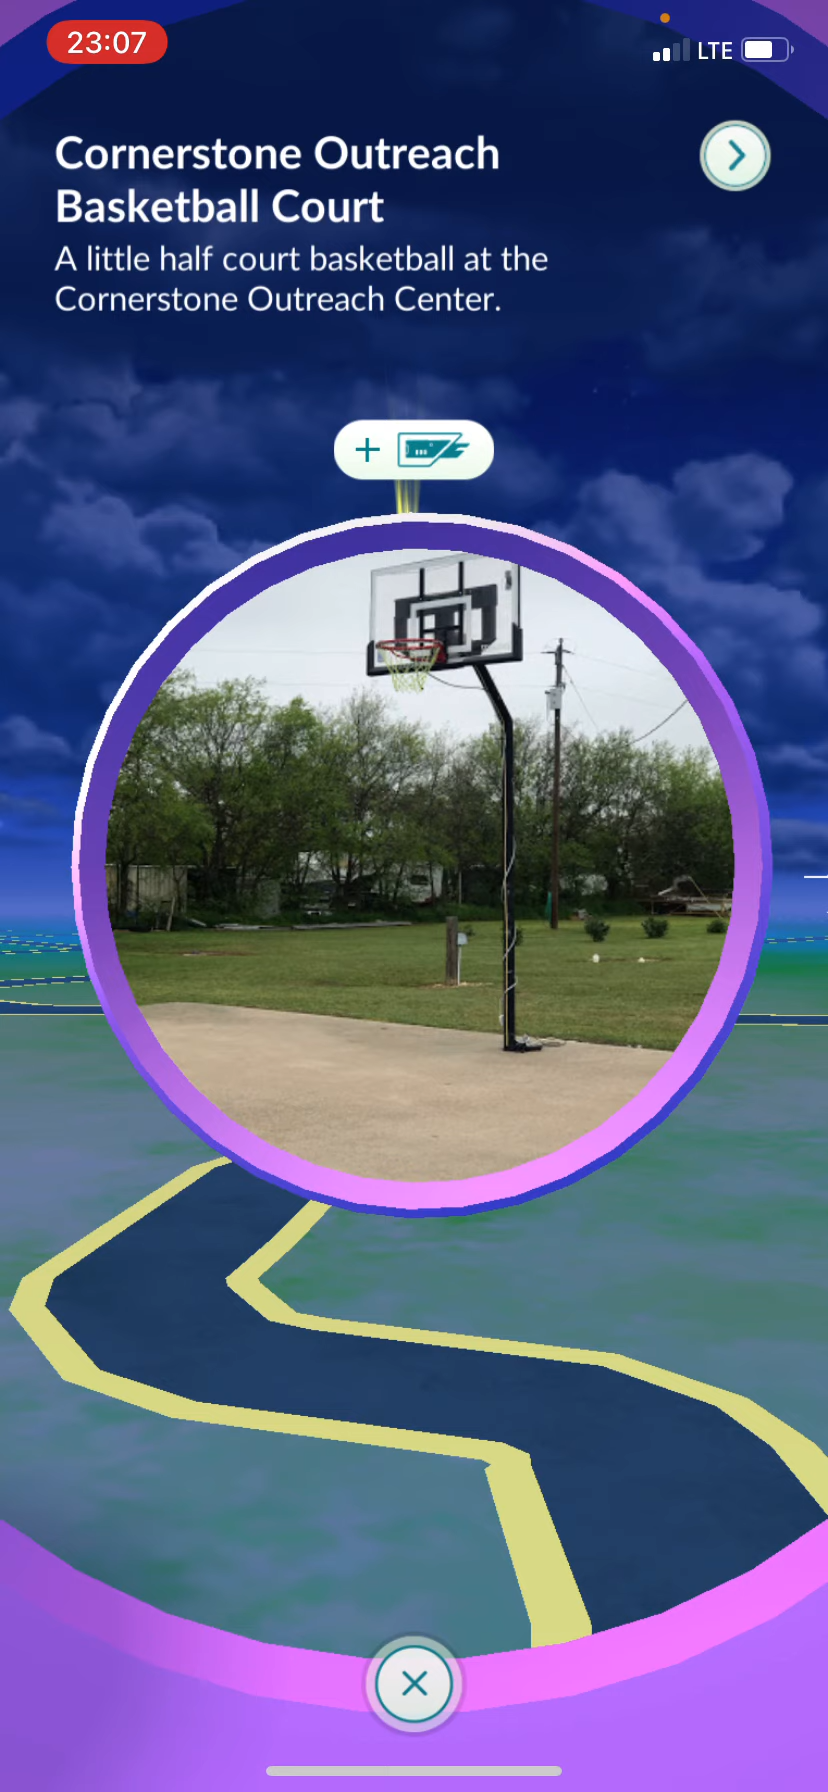 23:07
LTE
Cornerstone Outreach
Basketball Court
A little half court basketball at the
Cornerstone Outreach Center.